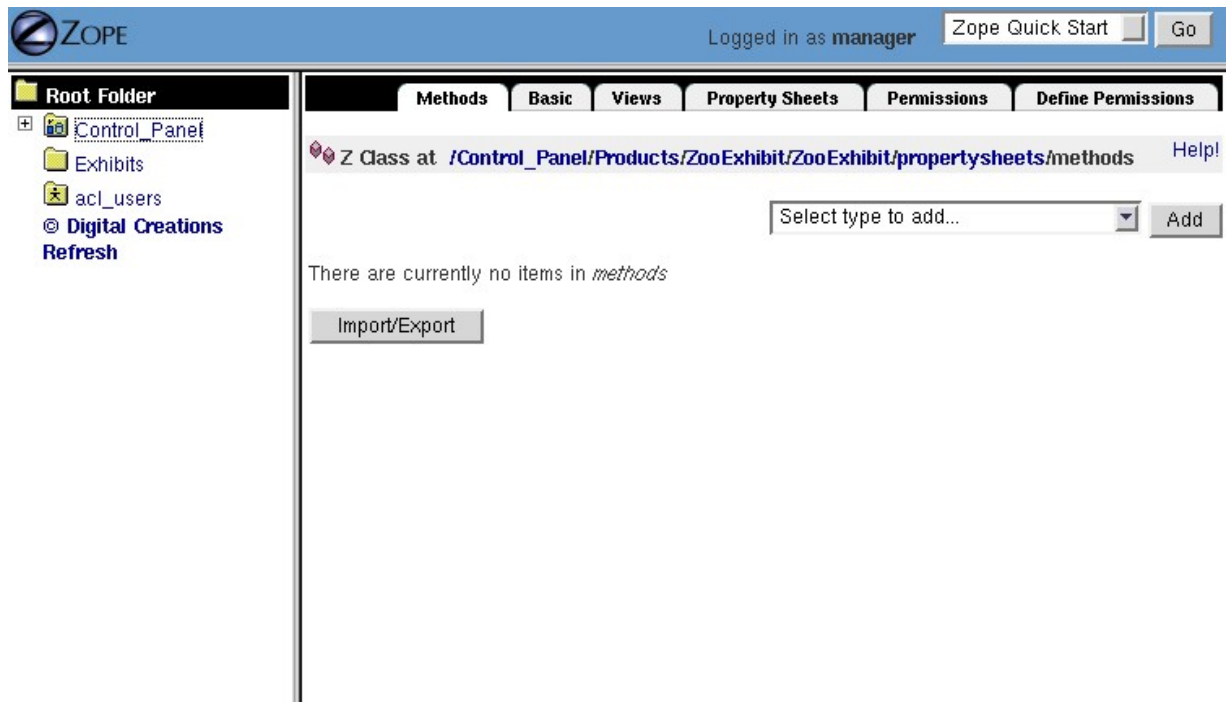 ZOPE
Logged in as manager
Zope Quick Start
Go
Root Folder
Control_Panel
Exhibits
acl_users
© Digital Creations
Refresh
Methods Basic Views Property Sheets Permissions Define Permissions
Z Class at /Control_Panel/Products/ZooExhibit/ZooExhibit/propertysheets/methods Help!
Select type to add... Add
There are currently no items in methods
Import/Export